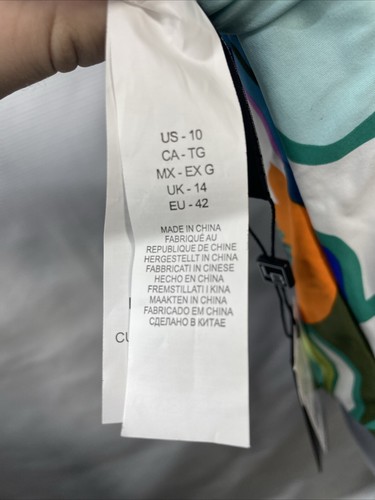 US - 10
CA - TG
MX - EX G
UK - 14
EU - 42
MADE IN CHINA
FABRIQUÉ AU
REPUBLIQUE DE CHINE
HERGESTELLT IN CHINA
FABBRICATI IN CINESE
HECHO EN CHINA
FREMSTILLATI I KINA
MAAKTEN IN CHINA
FABRICADO EM CHINA
СДЕЛАНО В КИТАЕ